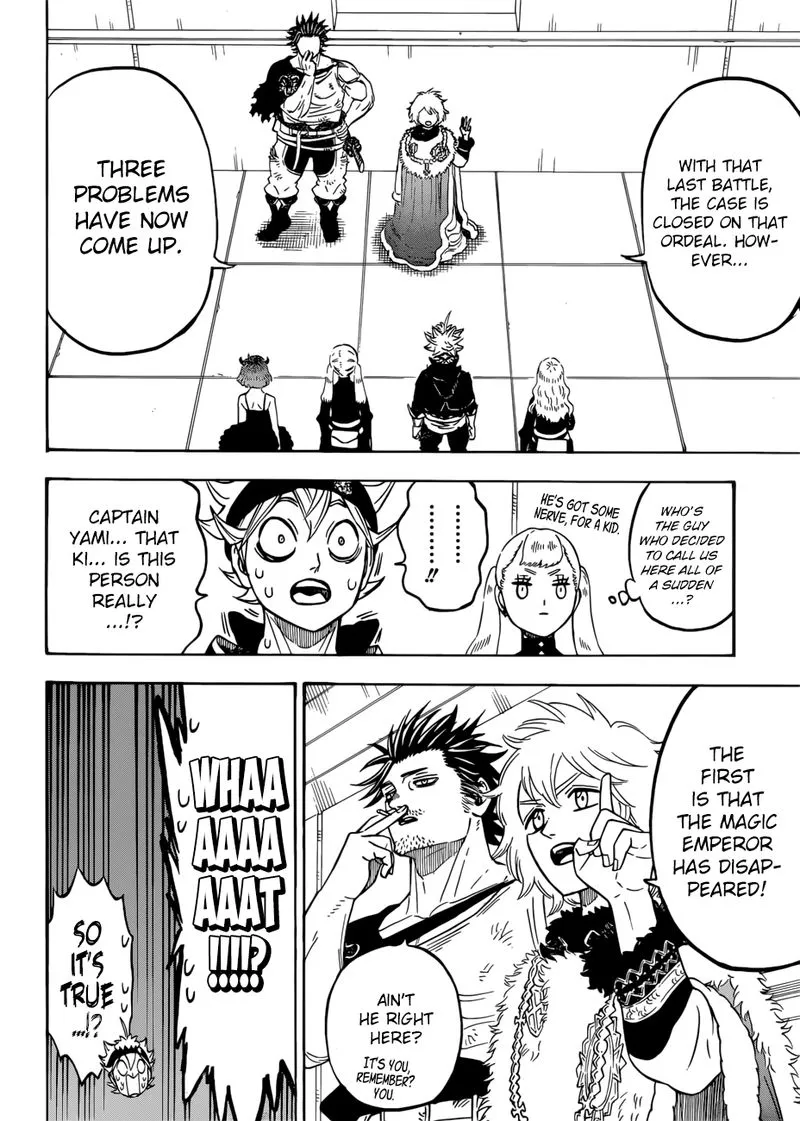 WITH THAT
LAST BATTLE,
THE CASE IS
CLOSED ON THAT
ORDEAL. HOW-
EVER...
THREE
PROBLEMS
HAVE NOW
COME UP.
WHO'S
THE GUY
WHO DECIDED
TO CALL US
HERE ALL OF
A SUDDEN
...?
HE'S GOT SOME
NERVE, FOR A KID.
........!!
CAPTAIN
YAMI... THAT
KI... IS THIS
PERSON
REALLY
...!?
THE
FIRST
IS THAT
THE MAGIC
EMPEROR
HAS DISAP-
PEARED!
AIN'T
HE RIGHT
HERE?
IT'S YOU,
REMEMBER?
YOU.
WHAA
AAAAA
AAAT
!!!!!?
SO
IT'S
TRUE
...!?